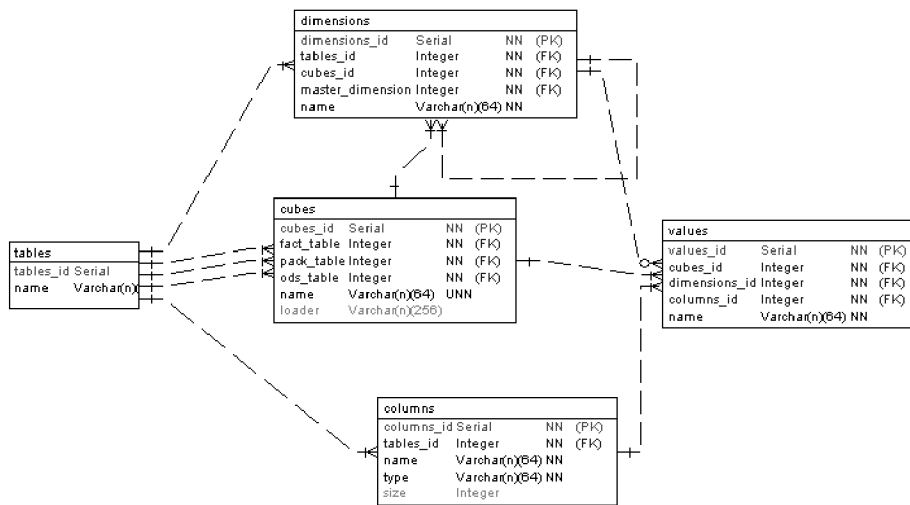 dimensions
dimensions_id Serial NN (PK)
tables_id Integer NN (FK)
cubes_id Integer NN (FK)
master_dimension Integer NN (FK)
name Varchar(n)(64) NN
cubes
cubes_id Serial NN (PK)
fact_table Integer NN (FK)
pack_table Integer NN (FK)
ods_table Integer NN (FK)
name Varchar(n)(64) UNN
loader Varchar(n)(256)
tables
tables_id Serial
name Varchar(n)
values
values_id Serial NN (PK)
cubes_id Integer NN (FK)
dimensions_id Integer NN (FK)
columns_id Integer NN (FK)
name Varchar(n)(64) NN
columns
columns_id Serial NN (PK)
tables_id Integer NN (FK)
name Varchar(n)(64) NN
type Varchar(n)(64) NN
size Integer